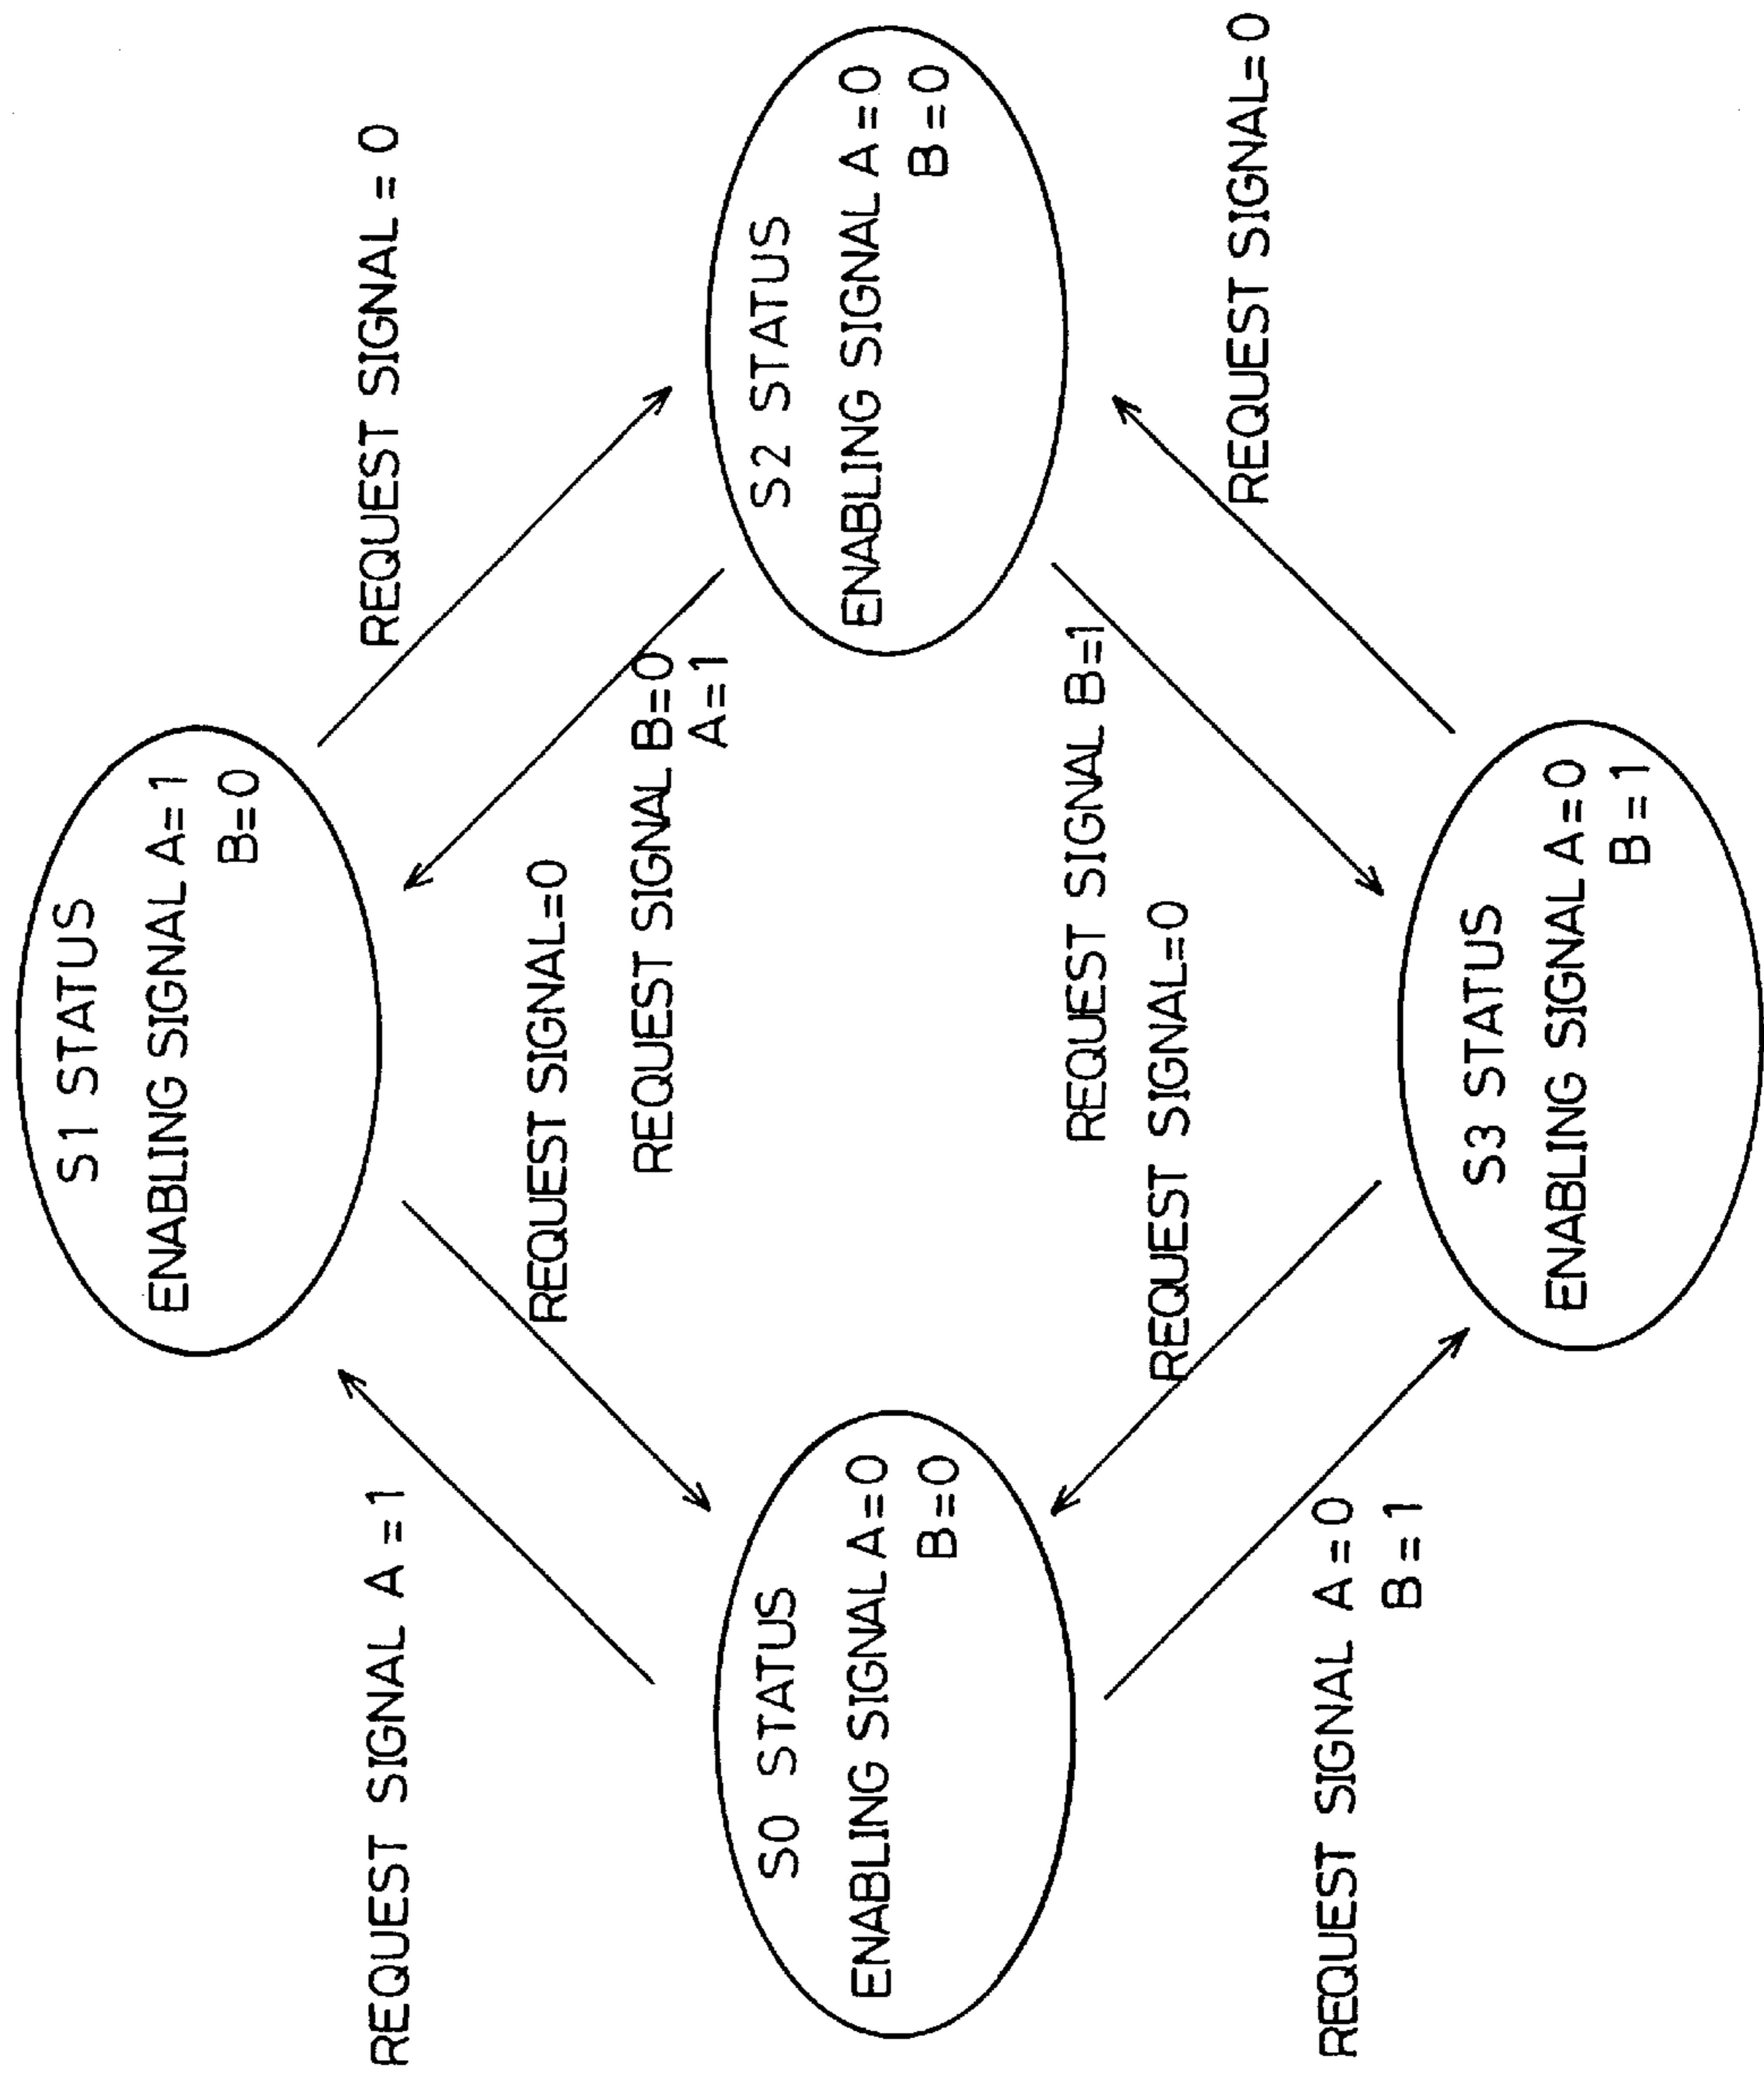 S1 STATUS
ENABLING SIGNAL A=1
B=0
REQUEST SIGNAL A=1
REQUEST SIGNAL=0
REQUEST SIGNAL=0
REQUEST SIGNAL B=0
A=1
S0 STATUS
ENABLING SIGNAL A=0
B=0
S2 STATUS
ENABLING SIGNAL A=0
B=0
REQUEST SIGNAL B=1
REQUEST SIGNAL=0
REQUEST SIGNAL A=0
B=1
REQUEST SIGNAL=0
S3 STATUS
ENABLING SIGNAL A=0
B=1